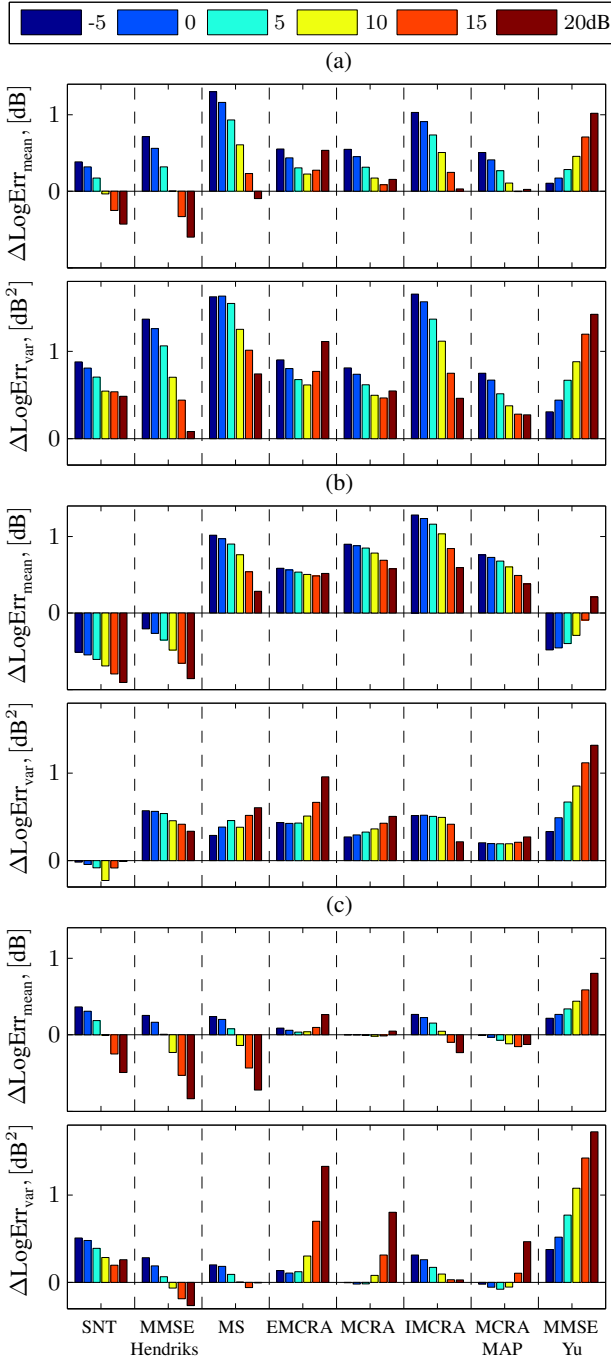 -5 0 5 10 15 20dB
(a)
ΔLogErr_mean, [dB]
1
0
ΔLogErr_var, [dB²]
1
0
(b)
ΔLogErr_mean, [dB]
1
0
ΔLogErr_var, [dB²]
1
0
(c)
ΔLogErr_mean, [dB]
1
0
ΔLogErr_var, [dB²]
1
0
SNT MMSE MS EMCRA MCRA IMCRA MCRA MMSE
Hendriks MAP Yu